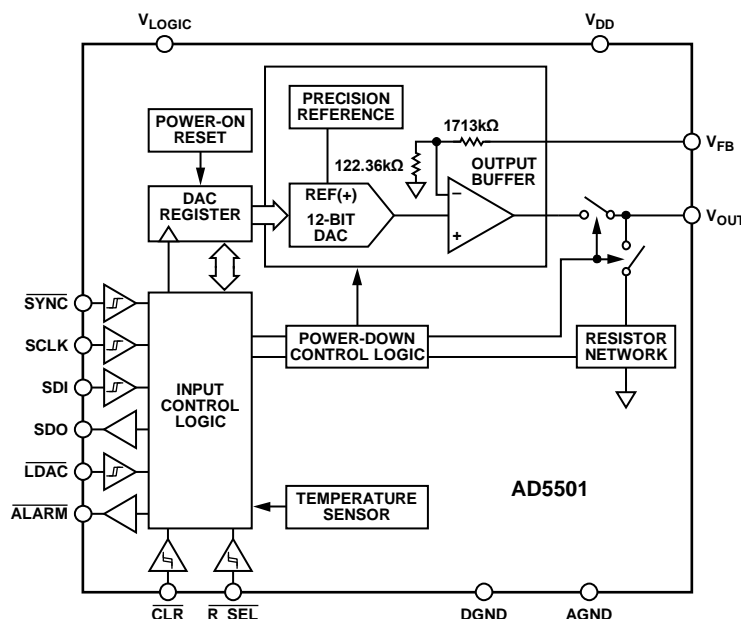 VLOGIC
VDD
POWER-ON
RESET
PRECISION
REFERENCE
1713kΩ
VFB
122.36kΩ
OUTPUT
BUFFER
DAC
REGISTER
REF(+)
12-BIT
DAC
−
+
VOUT
SYNC
SCLK
SDI
SDO
LDAC
ALARM
INPUT
CONTROL
LOGIC
POWER-DOWN
CONTROL LOGIC
RESISTOR
NETWORK
TEMPERATURE
SENSOR
AD5501
CLR
R_SEL
DGND
AGND